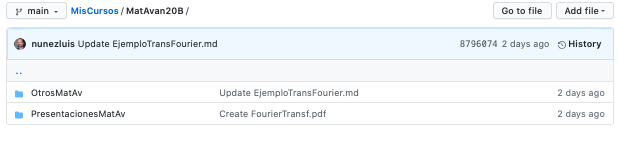 main MisCursos / MatAvan20B / Go to file Add file
nunezluis Update EjemploTransFourier.md 8796074 2 days ago History
..
OtrosMatAv Update EjemploTransFourier.md 2 days ago
PresentacionesMatAv Create FourierTransf.pdf 2 days ago